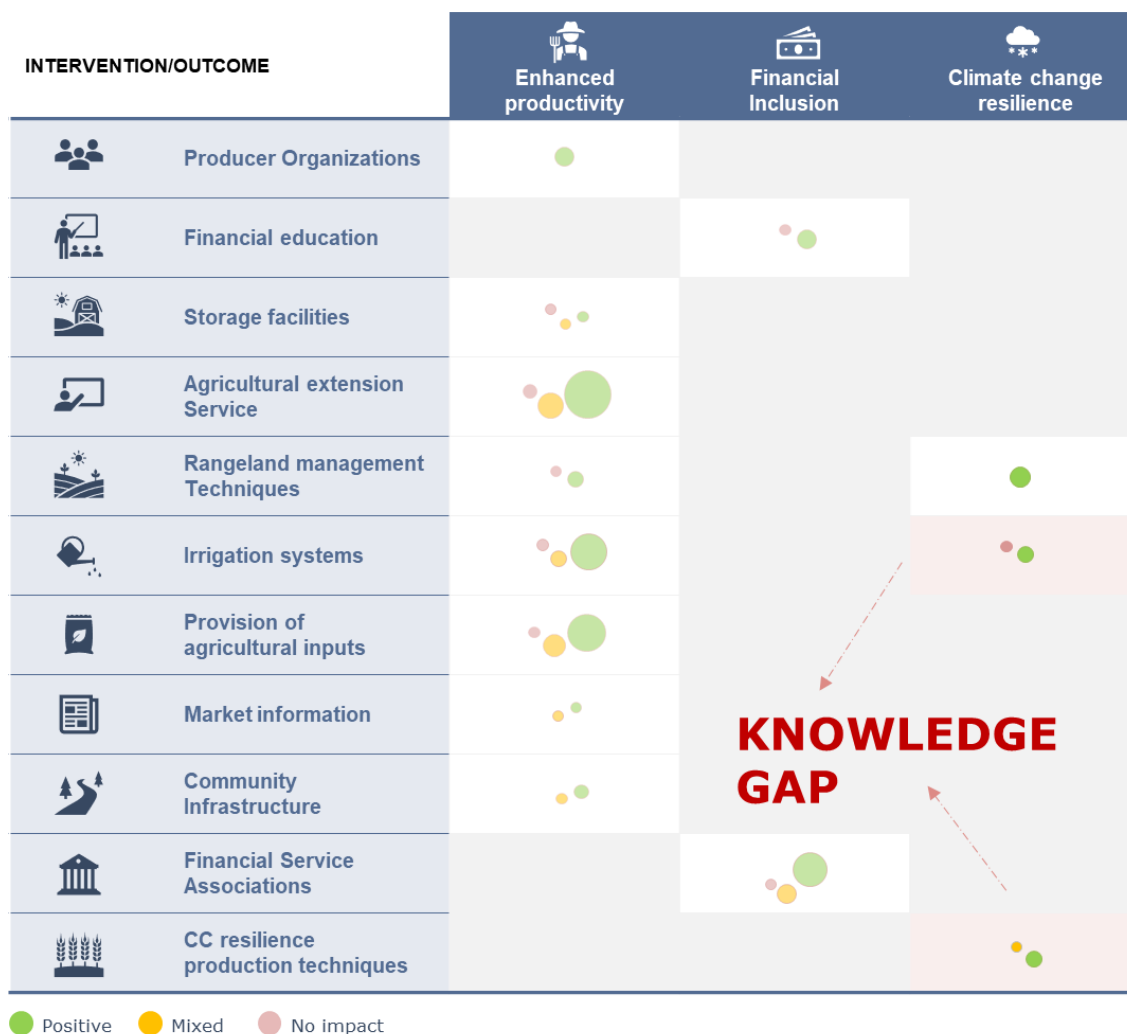 INTERVENTION/OUTCOME
Enhanced
productivity
Financial
Inclusion
Climate change
resilience
Producer Organizations
Financial education
Storage facilities
Agricultural extension
Service
Rangeland management
Techniques
Irrigation systems
Provision of
agricultural inputs
Market information
KNOWLEDGE
GAP
Community
Infrastructure
Financial Service
Associations
CC resilience
production techniques
Positive
Mixed
No impact